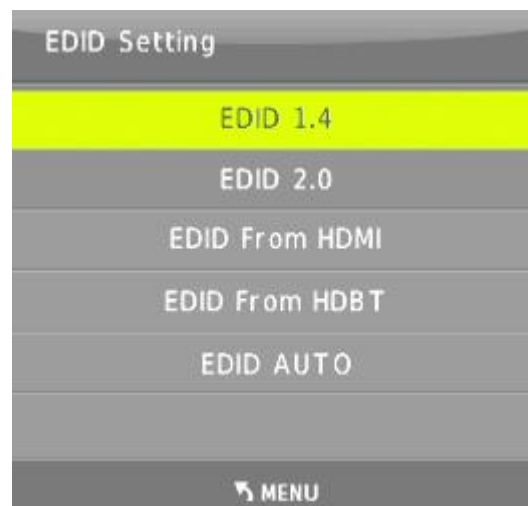 EDID Setting
EDID 1.4
EDID 2.0
EDID From HDMI
EDID From HDBT
EDID AUTO
MENU